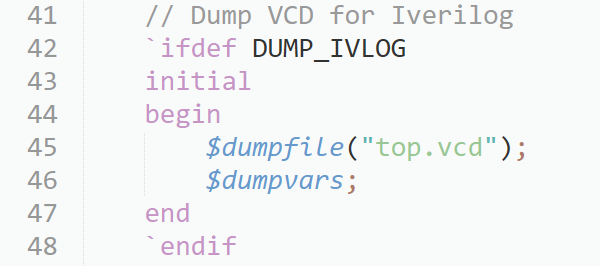 41 // Dump VCD for Iverilog
42 `ifdef DUMP_IVLOG
43 initial
44 begin
45 $dumpfile("top.vcd");
46 $dumpvars;
47 end
48 `endif